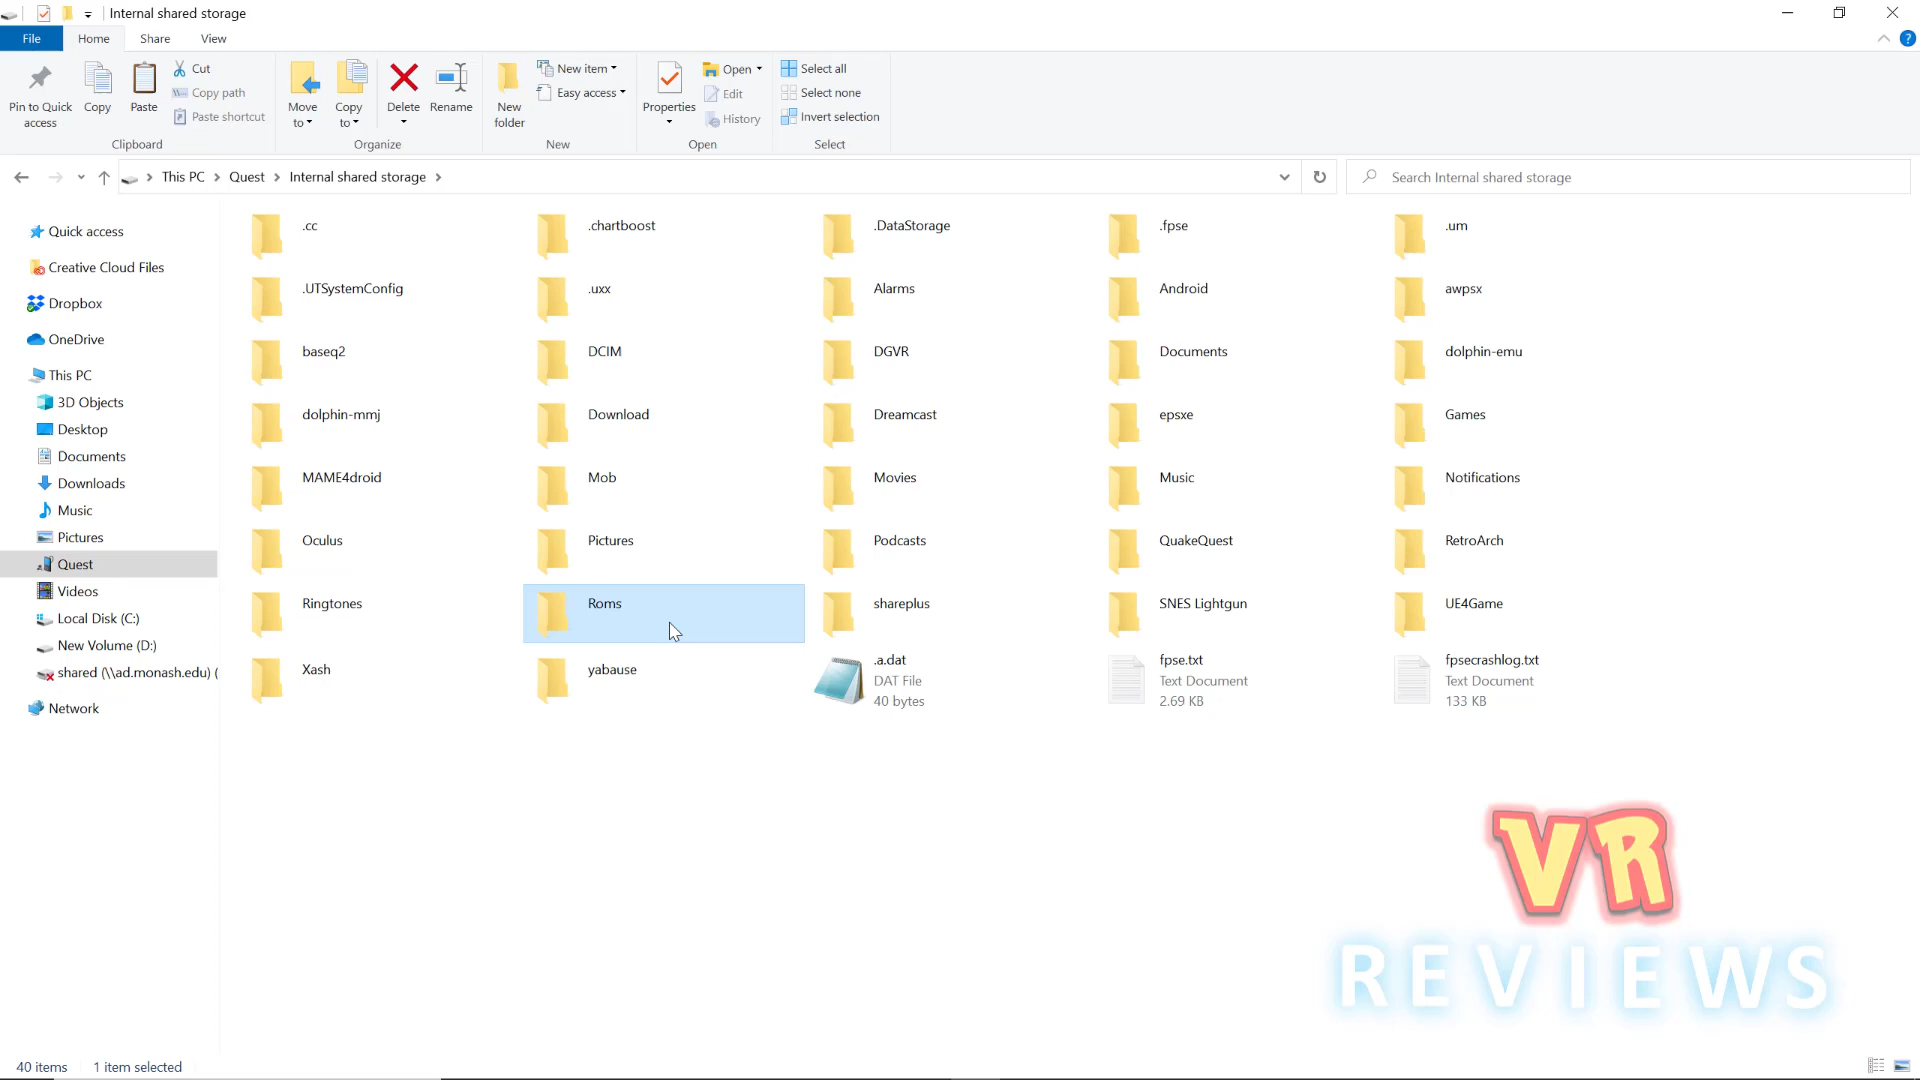 Internal shared storage
File Home Share View
Pin to Quick access
Copy
Paste
Cut
Copy path
Paste shortcut
Clipboard
Move to
Copy to
Delete
Rename
Organize
New folder
New item
Easy access
New
Properties
Open
Edit
History
Open
Select all
Select none
Invert selection
Select
This PC > Quest > Internal shared storage >
Search Internal shared storage
Quick access
Creative Cloud Files
Dropbox
OneDrive
This PC
3D Objects
Desktop
Documents
Downloads
Music
Pictures
Quest
Videos
Local Disk (C:)
New Volume (D:)
shared (\\ad.monash.edu) (
Network
.cc .chartboost .DataStorage .fpse .um
.UTSystemConfig .uxx Alarms Android awpsx
baseq2 DCIM DGVR Documents dolphin-emu
dolphin-mmj Download Dreamcast epsxe Games
MAME4droid Mob Movies Music Notifications
Oculus Pictures Podcasts QuakeQuest RetroArch
Ringtones Roms shareplus SNES Lightgun UE4Game
Xash yabause
.a.dat
DAT File
40 bytes
fpse.txt
Text Document
2.69 KB
fpsecrashlog.txt
Text Document
133 KB
VR
REVIEWS
40 items 1 item selected